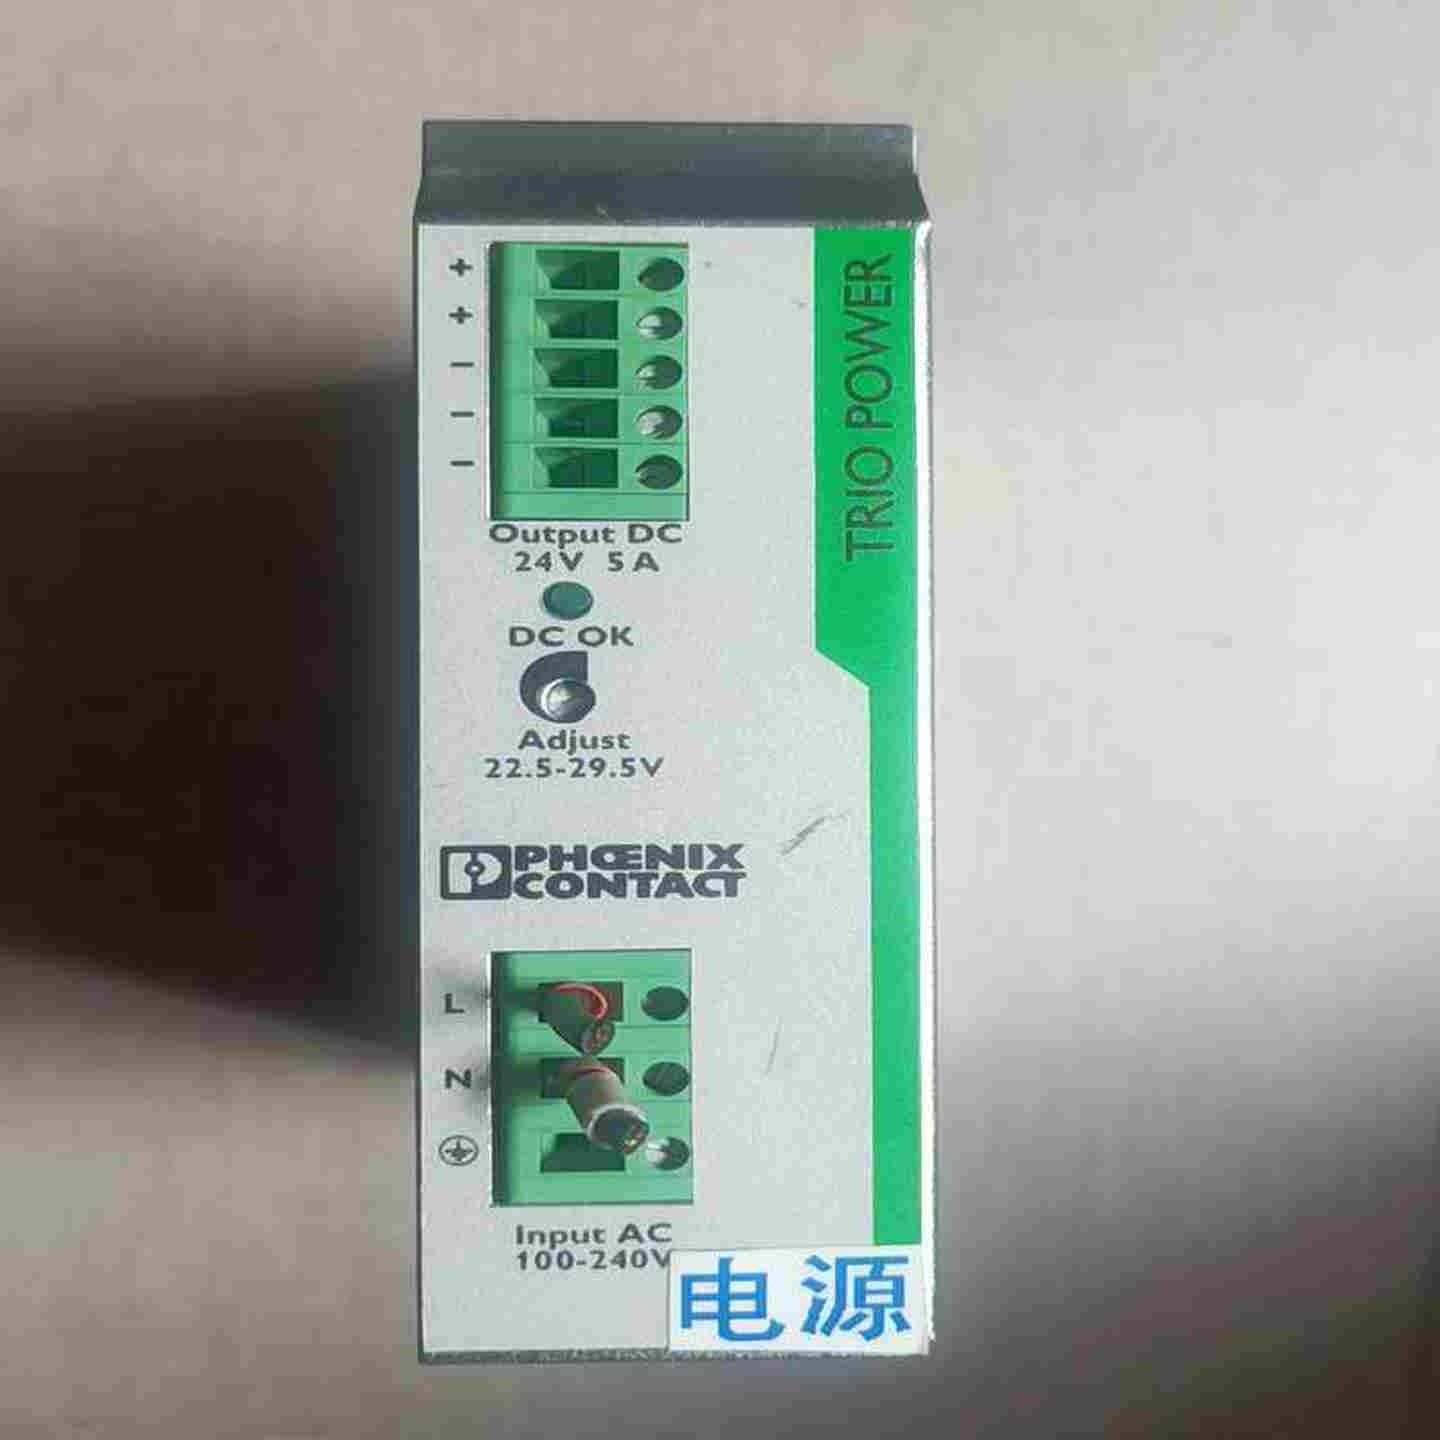 +
+
-
-
-
Output DC
24V 5A
DC OK
Adjust
22.5-29.5V
TRIO POWER
PHŒNIX
CONTACT
L
N
Input AC
100-240V
电源